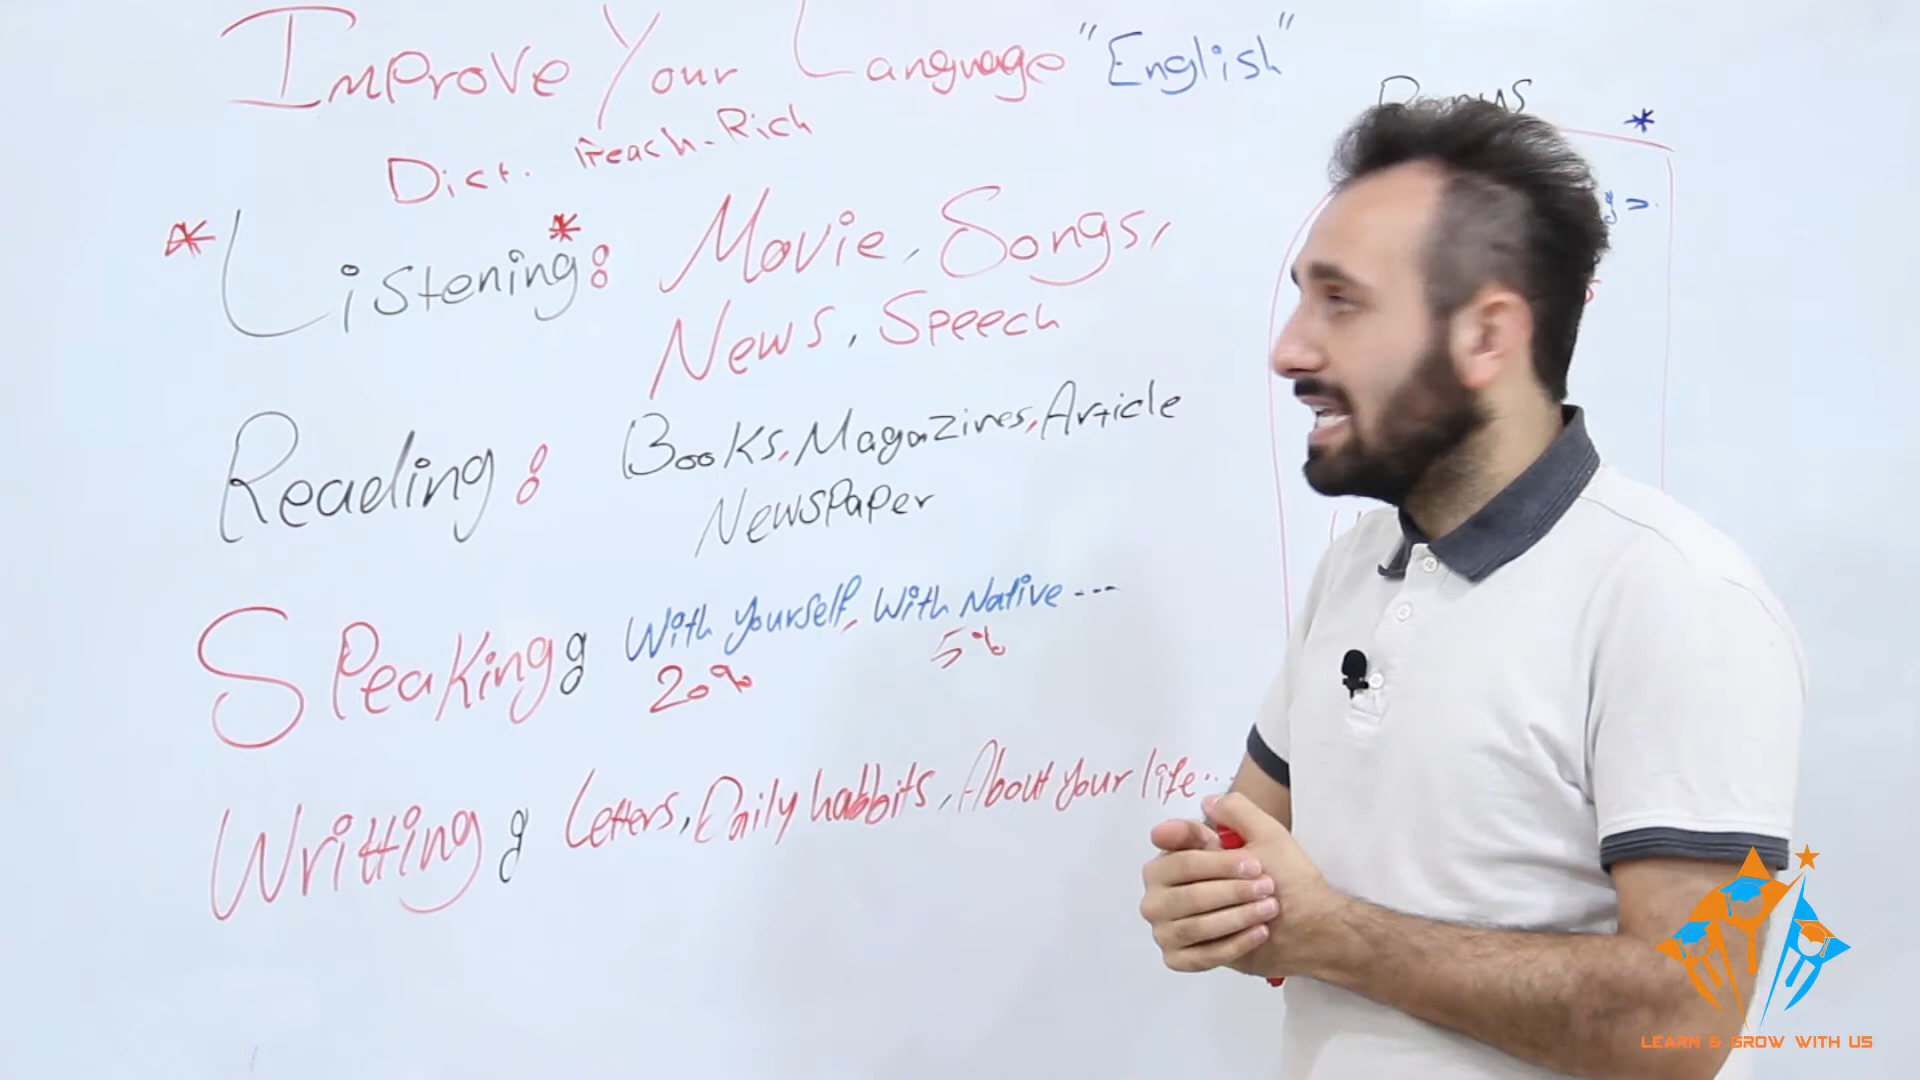 Improve Your Language "English"
Dict. Preach-Rich
* Listening*: Movie, Songs,
News, Speech
Reading: Books, Magazines, Article
Newspaper
Speaking: With Yourself, With Native ---
20% 5%
Writting: Letters, Daily habbits, About Your life...
*
LEARN & GROW WITH US